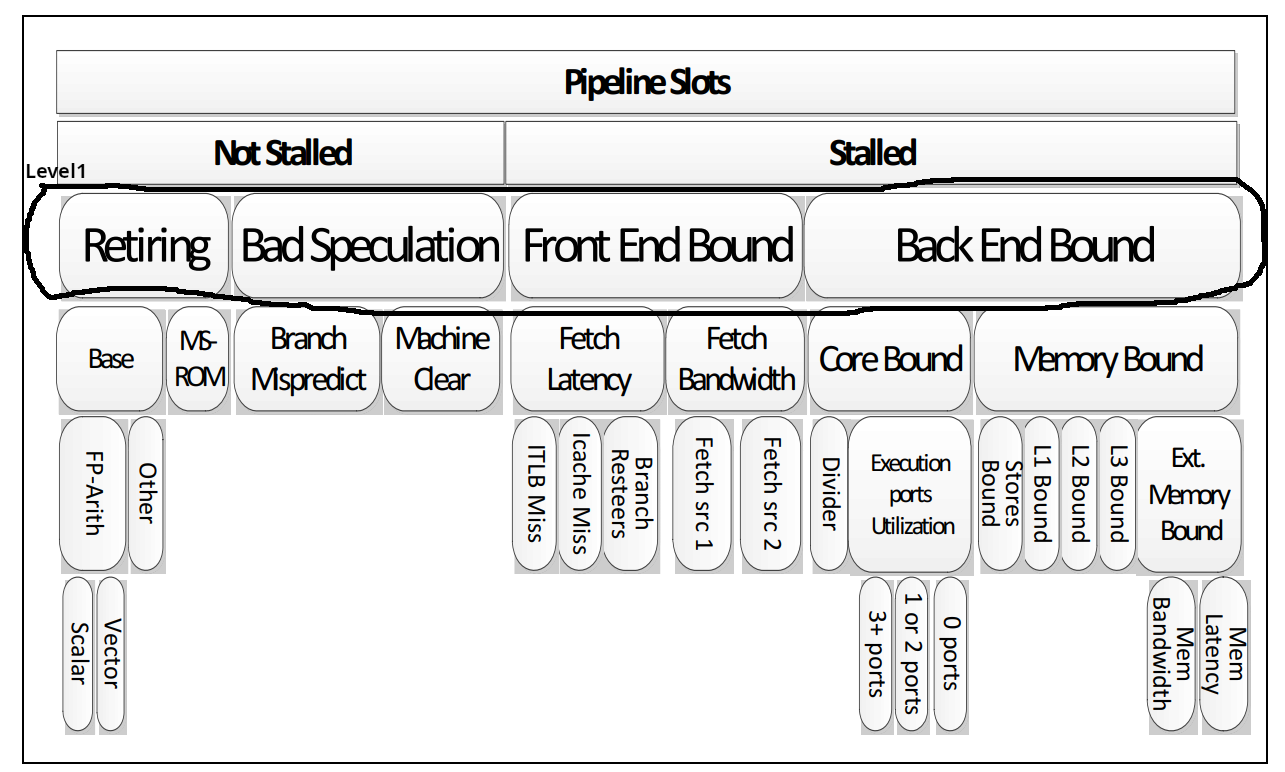 Pipeline Slots
Not Stalled
Stalled
Level1
Retiring
Bad Speculation
Front End Bound
Back End Bound
Base
MS-
ROM
Branch
Mispredict
Machine
Clear
Fetch
Latency
Fetch
Bandwidth
Core Bound
Memory Bound
FP-Arith
Other
ITLB Miss
Icache Miss
Branch
Resteers
Fetch src 1
Fetch src 2
Divider
Execution
ports
Utilization
Stores
Bound
L1 Bound
L2 Bound
L3 Bound
Ext.
Memory
Bound
Scalar
Vector
3+ ports
1 or 2 ports
0 ports
Mem
Bandwidth
Mem
Latency